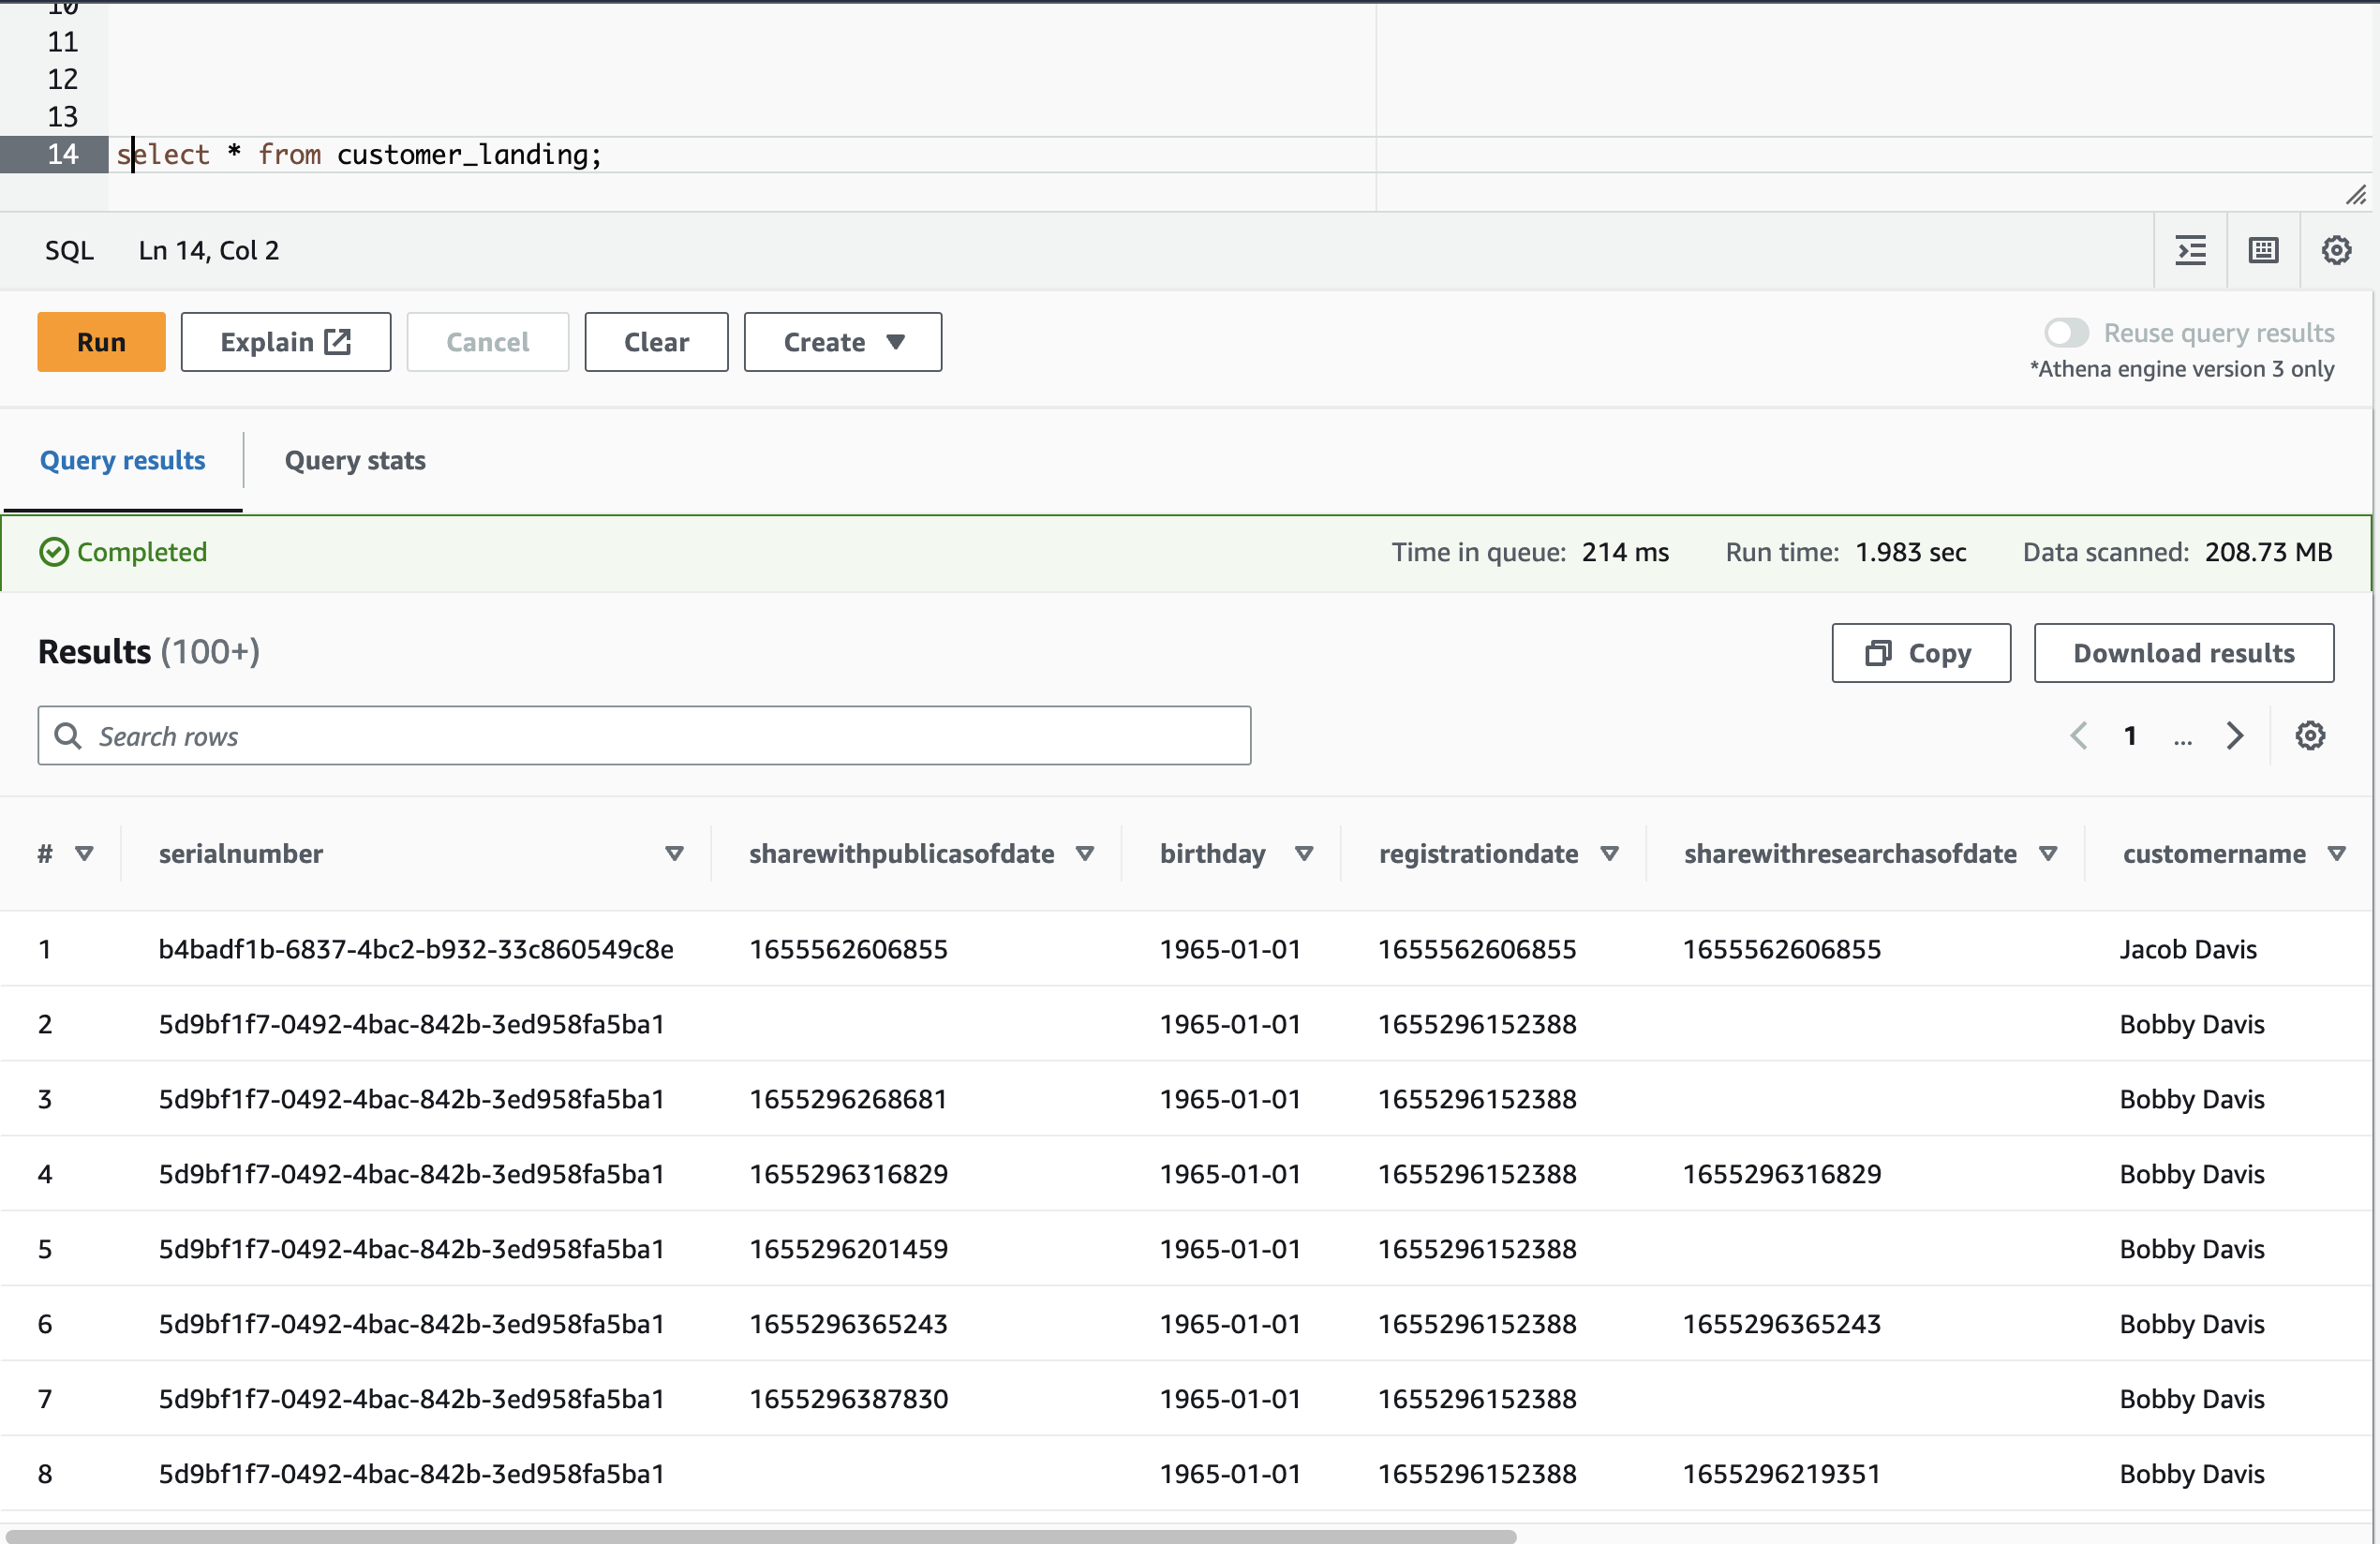 10
11
12
13
14 select * from customer_landing;
SQL Ln 14, Col 2
Run Explain Cancel Clear Create Reuse query results
*Athena engine version 3 only
Query results Query stats
Completed Time in queue: 214 ms Run time: 1.983 sec Data scanned: 208.73 MB
Results (100+) Copy Download results
Search rows 1 ...
# serialnumber sharewithpublicasofdate birthday registrationdate sharewithresearchasofdate customername
1 b4badf1b-6837-4bc2-b932-33c860549c8e 1655562606855 1965-01-01 1655562606855 1655562606855 Jacob Davis
2 5d9bf1f7-0492-4bac-842b-3ed958fa5ba1 1965-01-01 1655296152388 Bobby Davis
3 5d9bf1f7-0492-4bac-842b-3ed958fa5ba1 1655296268681 1965-01-01 1655296152388 Bobby Davis
4 5d9bf1f7-0492-4bac-842b-3ed958fa5ba1 1655296316829 1965-01-01 1655296152388 1655296316829 Bobby Davis
5 5d9bf1f7-0492-4bac-842b-3ed958fa5ba1 1655296201459 1965-01-01 1655296152388 Bobby Davis
6 5d9bf1f7-0492-4bac-842b-3ed958fa5ba1 1655296365243 1965-01-01 1655296152388 1655296365243 Bobby Davis
7 5d9bf1f7-0492-4bac-842b-3ed958fa5ba1 1655296387830 1965-01-01 1655296152388 Bobby Davis
8 5d9bf1f7-0492-4bac-842b-3ed958fa5ba1 1965-01-01 1655296152388 1655296219351 Bobby Davis